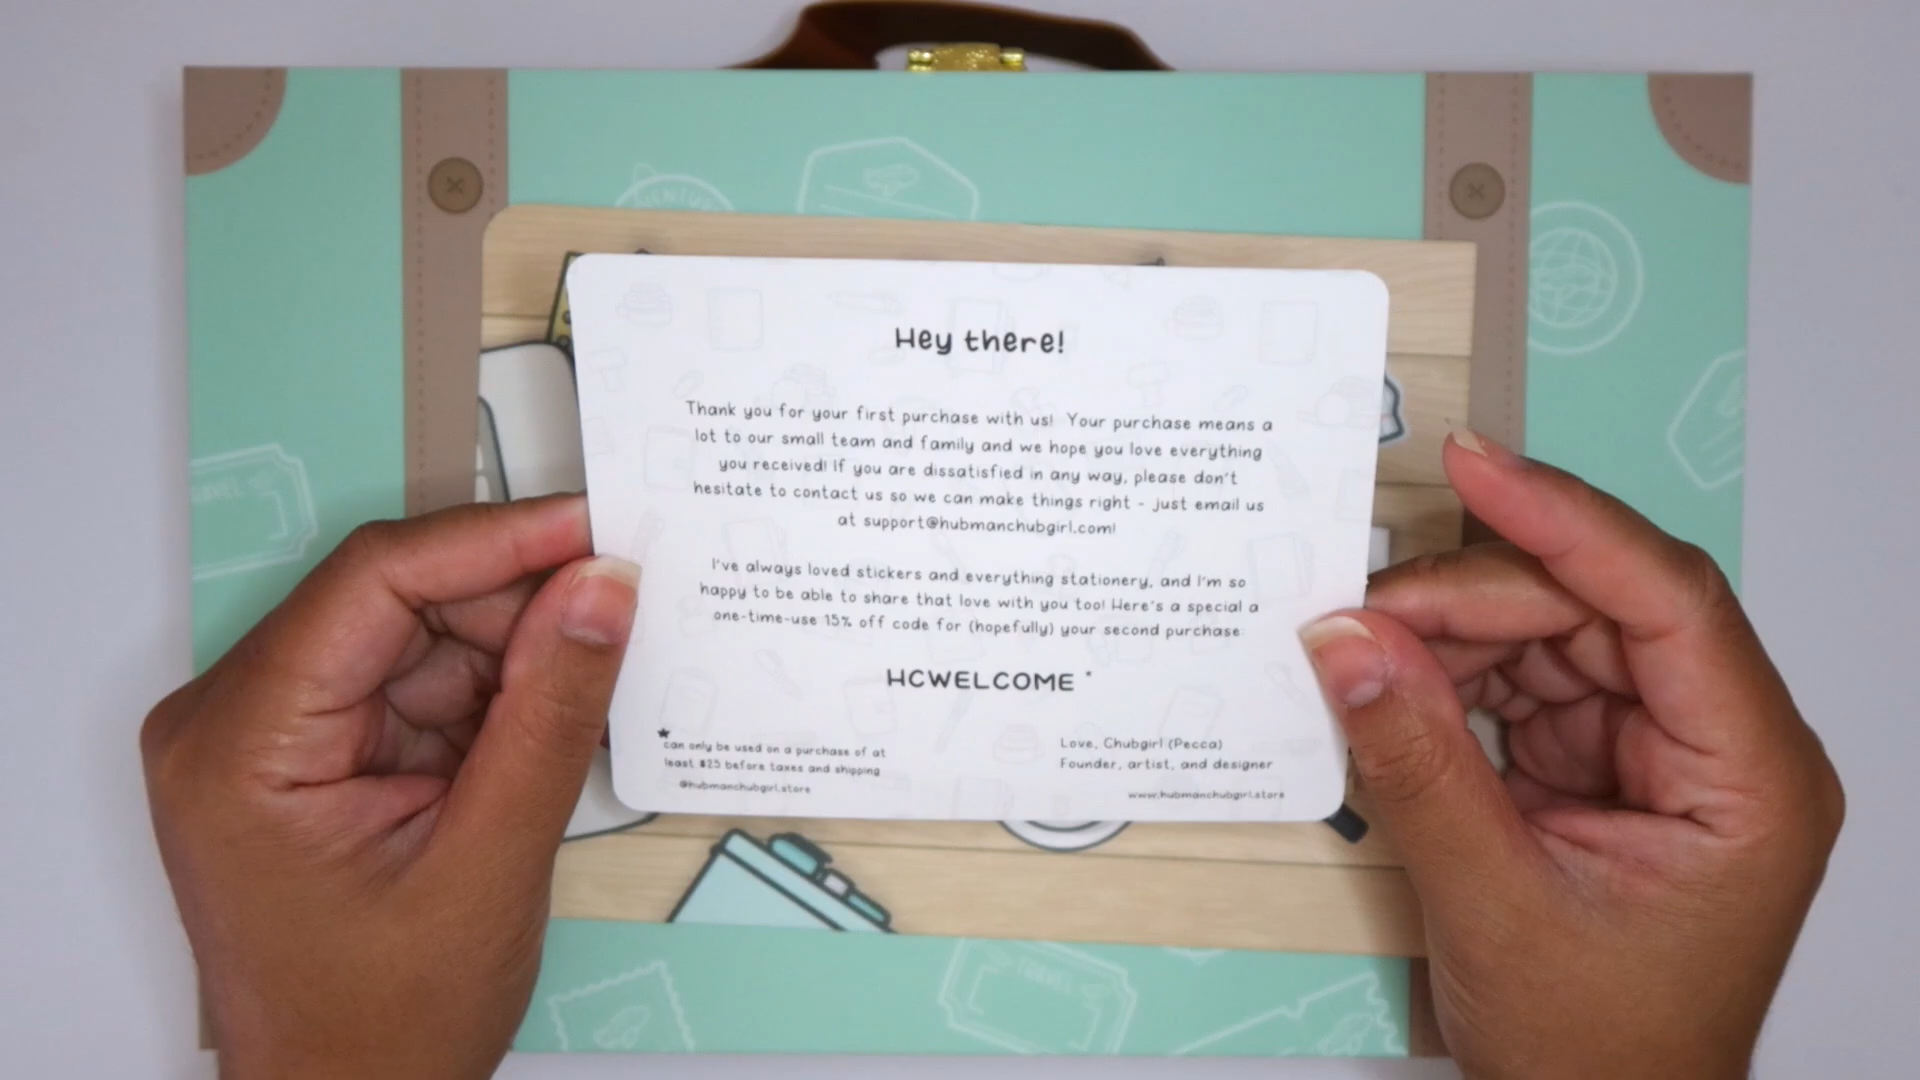 Hey there!
Thank you for your first purchase with us! Your purchase means a
lot to our small team and family and we hope you love everything
you received! If you are dissatisfied in any way, please don't
hesitate to contact us so we can make things right - just email us
at support@hubmanchubgirl.com!
I've always loved stickers and everything stationery, and I'm so
happy to be able to share that love with you too! Here's a special a
one-time-use 15% off code for (hopefully) your second purchase
HCWELCOME *
can only be used on a purchase of at
least $25 before taxes and shipping
@hubmanchubgirl.store
Love, Chubgirl (Pecca)
Founder, artist, and designer
www.hubmanchubgirl.store
TRAVEL
TRAVEL